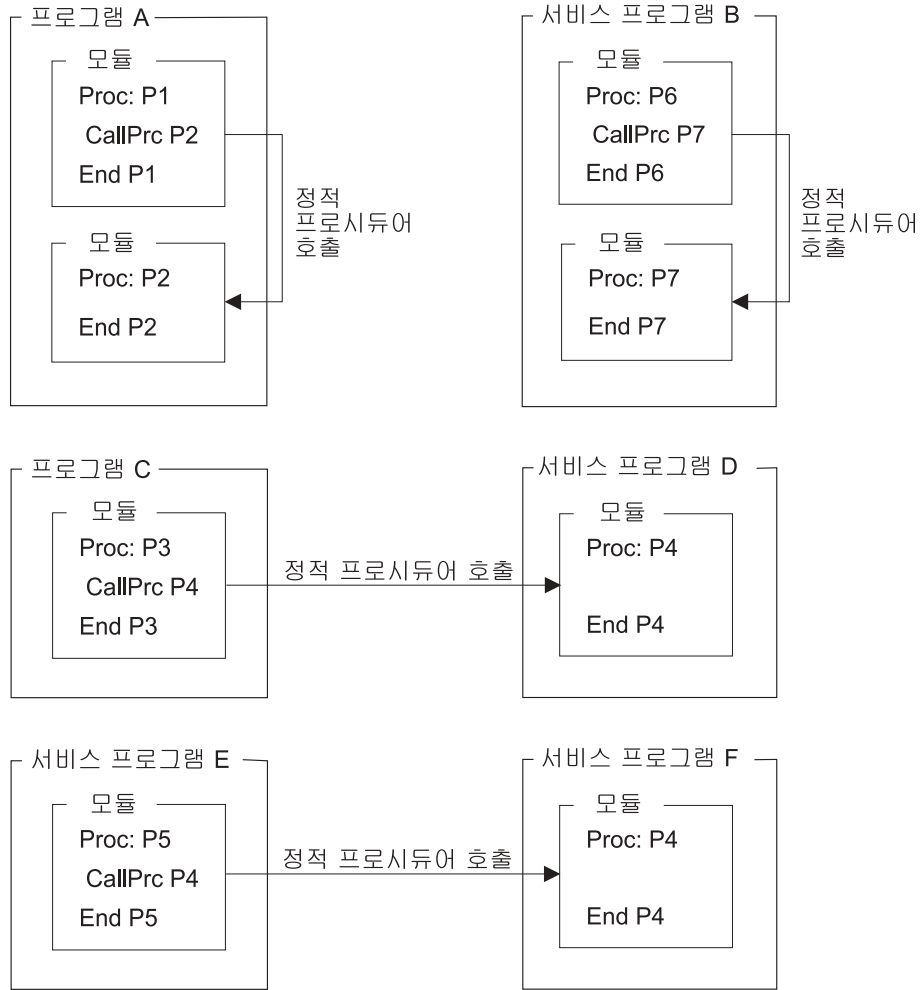 프로그램 A
모듈
Proc: P1
CallPrc P2
End P1
정적
프로시듀어
호출
모듈
Proc: P2
End P2
서비스 프로그램 B
모듈
Proc: P6
CallPrc P7
End P6
정적
프로시듀어
호출
모듈
Proc: P7
End P7
프로그램 C
모듈
Proc: P3
CallPrc P4
End P3
정적 프로시듀어 호출
서비스 프로그램 D
모듈
Proc: P4
End P4
서비스 프로그램 E
모듈
Proc: P5
CallPrc P4
End P5
정적 프로시듀어 호출
서비스 프로그램 F
모듈
Proc: P4
End P4